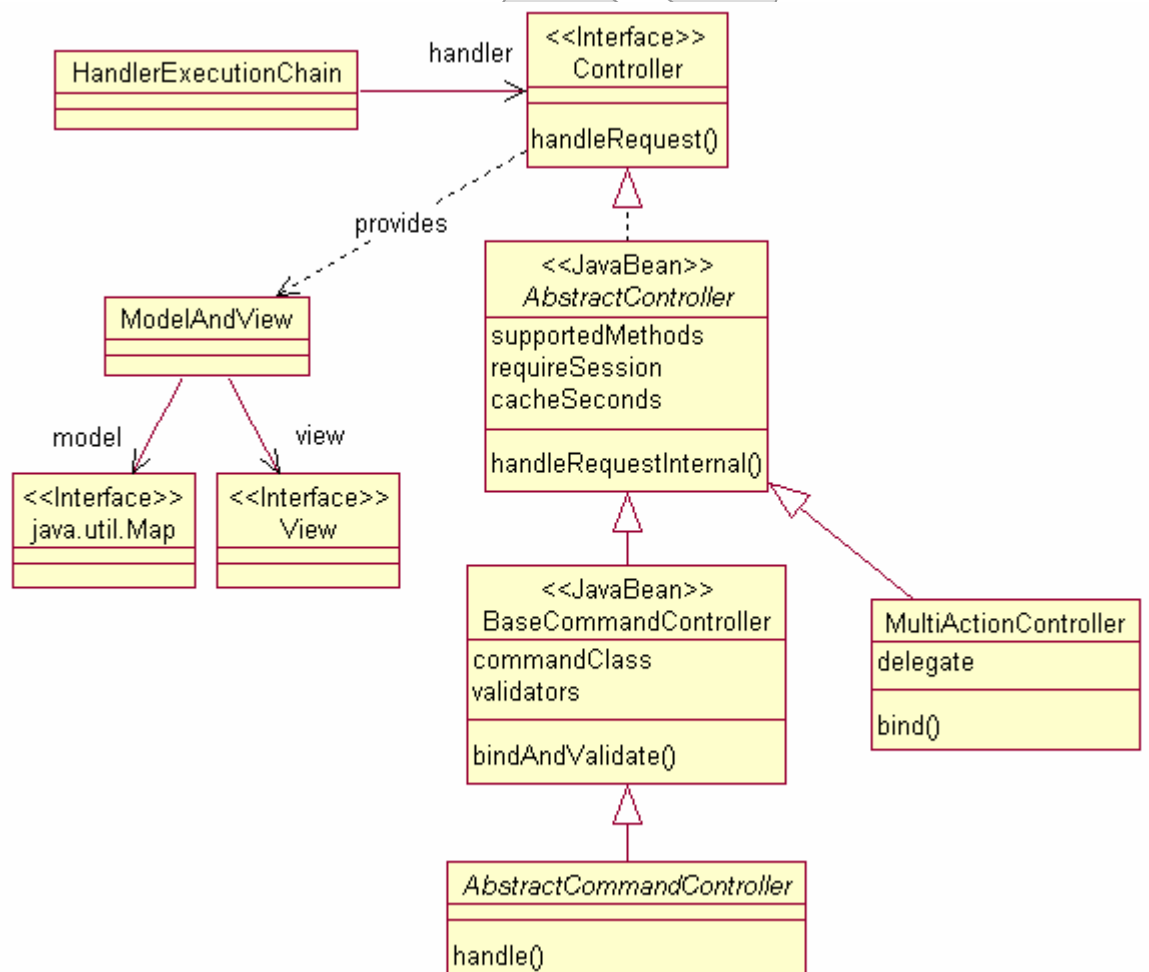 <<Interface>>
Controller
handleRequest()
handler
HandlerExecutionChain
provides
ModelAndView
model
view
<<Interface>>
java.util.Map
<<Interface>>
View
<<JavaBean>>
AbstractController
supportedMethods
requireSession
cacheSeconds
handleRequestInternal()
<<JavaBean>>
BaseCommandController
commandClass
validators
bindAndValidate()
MultiActionController
delegate
bind()
AbstractCommandController
handle()